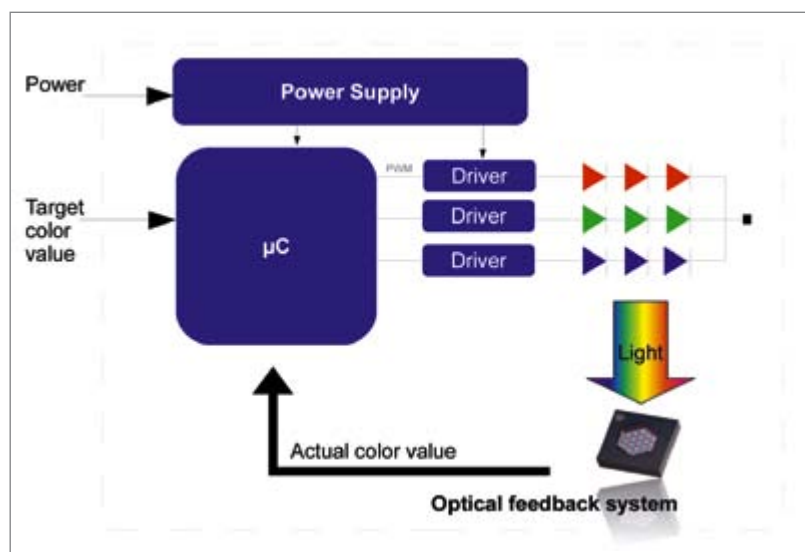 Power
Power Supply
PWM
Driver
Target
color
value
µC
Driver
Driver
Light
Actual color value
Optical feedback system